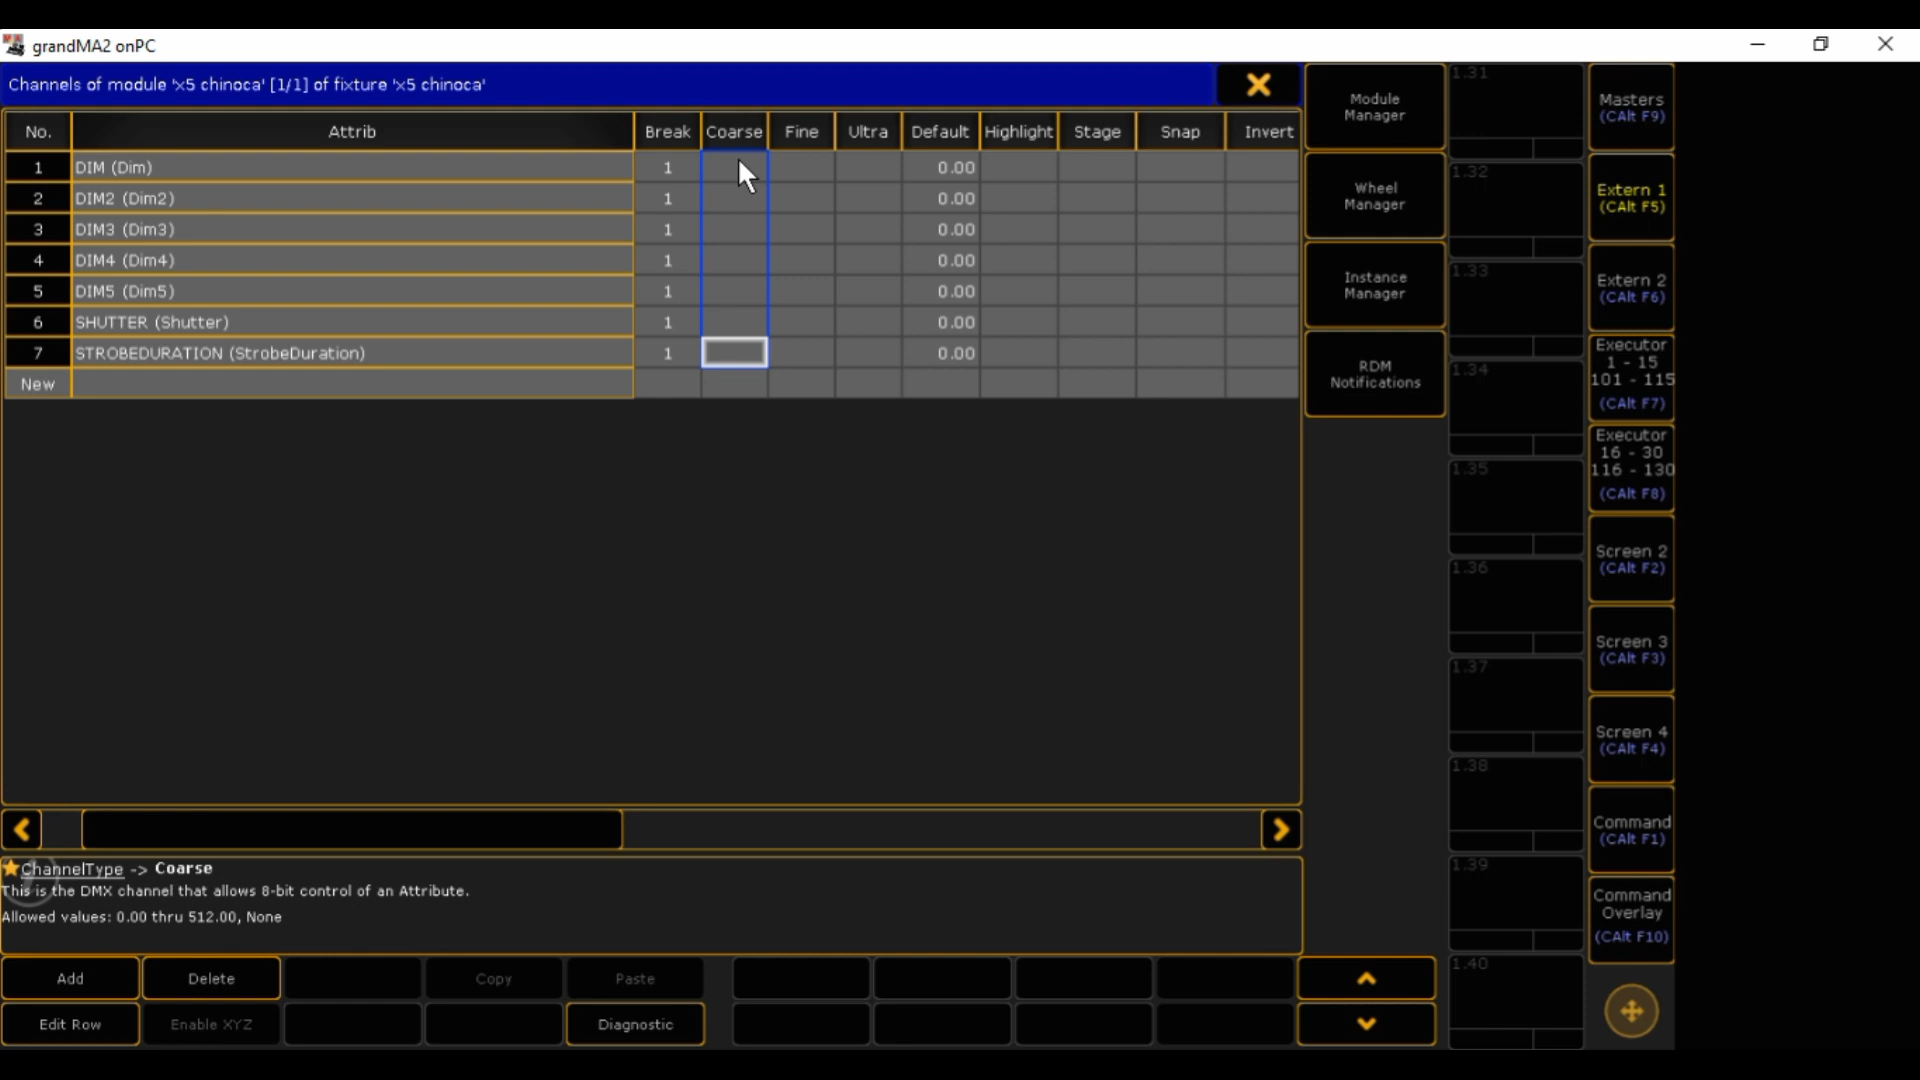 grandMA2 onPC
Channels of module 'x5 chinoca' [1/1] of fixture 'x5 chinoca'
No. Attrib Break Coarse Fine Ultra Default Highlight Stage Snap Invert
1 DIM (Dim) 1 0.00
2 DIM2 (Dim2) 1 0.00
3 DIM3 (Dim3) 1 0.00
4 DIM4 (Dim4) 1 0.00
5 DIM5 (Dim5) 1 0.00
6 SHUTTER (Shutter) 1 0.00
7 STROBEDURATION (StrobeDuration) 1 0.00
New
ChannelType -> Coarse
This is the DMX channel that allows 8-bit control of an Attribute.
Allowed values: 0.00 thru 512.00, None
Add
Delete
Copy
Paste
Edit Row
Enable XYZ
Diagnostic
Module
Manager
Wheel
Manager
Instance
Manager
RDM
Notifications
1.31
1.32
1.33
1.34
1.35
1.36
1.37
1.38
1.39
1.40
Masters
(CAlt F9)
Extern 1
(CAlt F5)
Extern 2
(CAlt F6)
Executor
1 - 15
101 - 115
(CAlt F7)
Executor
16 - 30
116 - 130
(CAlt F8)
Screen 2
(CAlt F2)
Screen 3
(CAlt F3)
Screen 4
(CAlt F4)
Command
(CAlt F1)
Command
Overlay
(CAlt F10)